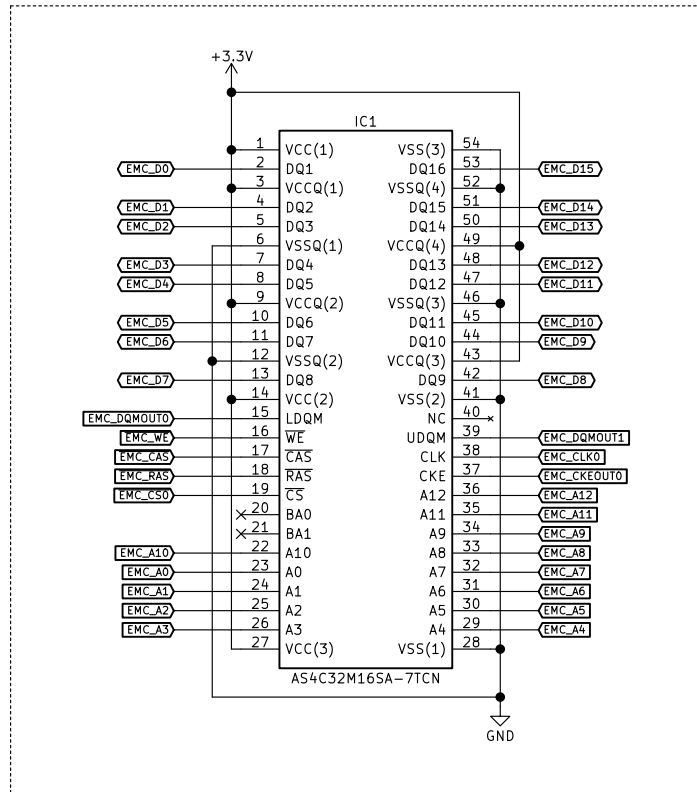 +3.3V
IC1
1 VCC(1) VSS(3) 54
EMC_D0 2 DQ1 DQ16 53 EMC_D15
3 VCCQ(1) VSSQ(4) 52
EMC_D1 4 DQ2 DQ15 51 EMC_D14
EMC_D2 5 DQ3 DQ14 50 EMC_D13
6 VSSQ(1) VCCQ(4) 49
EMC_D3 7 DQ4 DQ13 48 EMC_D12
EMC_D4 8 DQ5 DQ12 47 EMC_D11
9 VCCQ(2) VSSQ(3) 46
EMC_D5 10 DQ6 DQ11 45 EMC_D10
EMC_D6 11 DQ7 DQ10 44 EMC_D9
12 VSSQ(2) VCCQ(3) 43
EMC_D7 13 DQ8 DQ9 42 EMC_D8
14 VCC(2) VSS(2) 41
EMC_DQMOUT0 15 LDQM NC 40
EMC_WE 16 WE UDQM 39 EMC_DQMOUT1
EMC_CAS 17 CAS CLK 38 EMC_CLK0
EMC_RAS 18 RAS CKE 37 EMC_CKEOUT0
EMC_CS0 19 CS A12 36 EMC_A12
20 BA0 A11 35 EMC_A11
21 BA1 A9 34 EMC_A9
EMC_A10 22 A10 A8 33 EMC_A8
EMC_A0 23 A0 A7 32 EMC_A7
EMC_A1 24 A1 A6 31 EMC_A6
EMC_A2 25 A2 A5 30 EMC_A5
EMC_A3 26 A3 A4 29 EMC_A4
27 VCC(3) VSS(1) 28
AS4C32M16SA-7TCN
GND